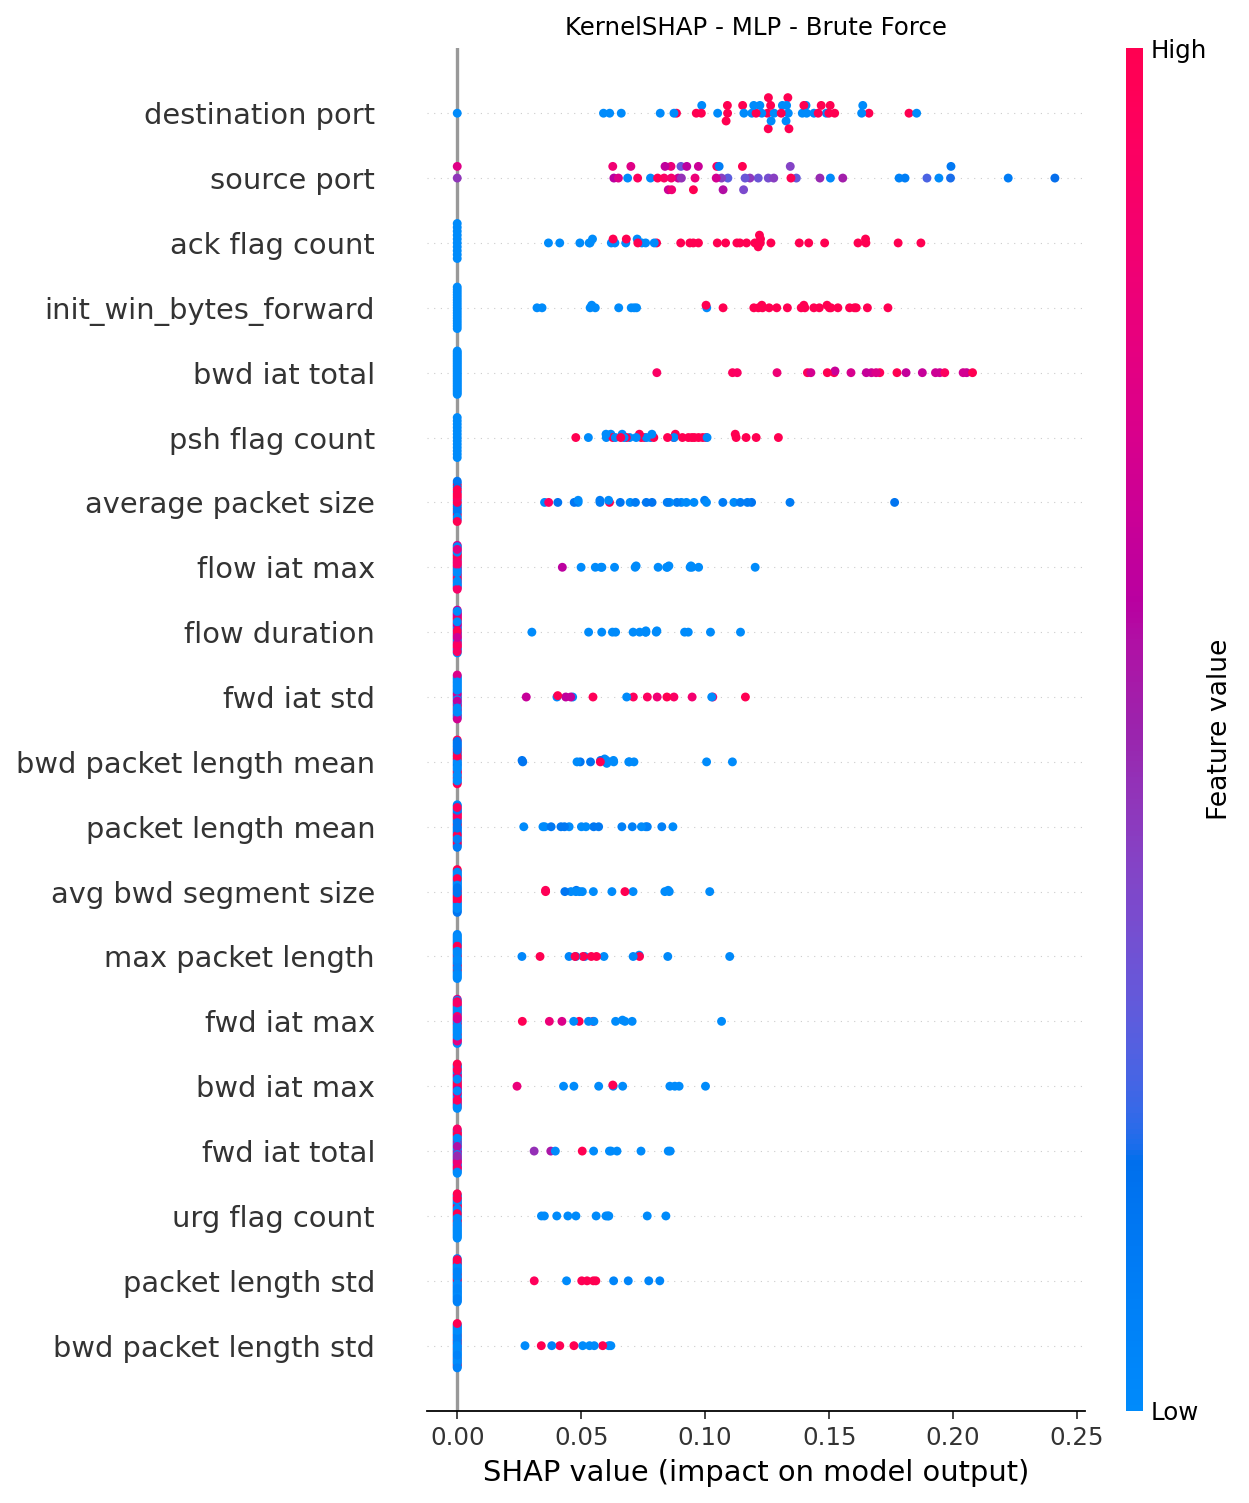 KernelSHAP - MLP - Brute Force
High
destination port
source port
ack flag count
init_win_bytes_forward
bwd iat total
psh flag count
average packet size
flow iat max
flow duration
fwd iat std
bwd packet length mean
packet length mean
avg bwd segment size
max packet length
fwd iat max
bwd iat max
fwd iat total
urg flag count
packet length std
bwd packet length std
Feature value
Low
0.00 0.05 0.10 0.15 0.20 0.25
SHAP value (impact on model output)